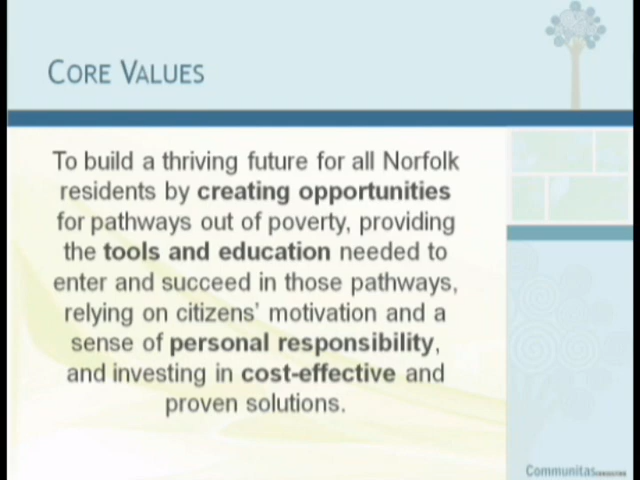 CORE VALUES
To build a thriving future for all Norfolk
residents by creating opportunities
for pathways out of poverty, providing
the tools and education needed to
enter and succeed in those pathways,
relying on citizens' motivation and a
sense of personal responsibility,
and investing in cost-effective and
proven solutions.
Communitas